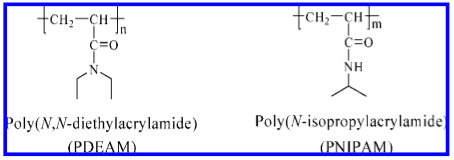 CH₂ CH n
C=O
N
Poly(N,N-diethylacrylamide)
(PDEAM)
CH₂ CH m
C=O
NH
Poly(N-isopropylacrylamide)
(PNIPAM)